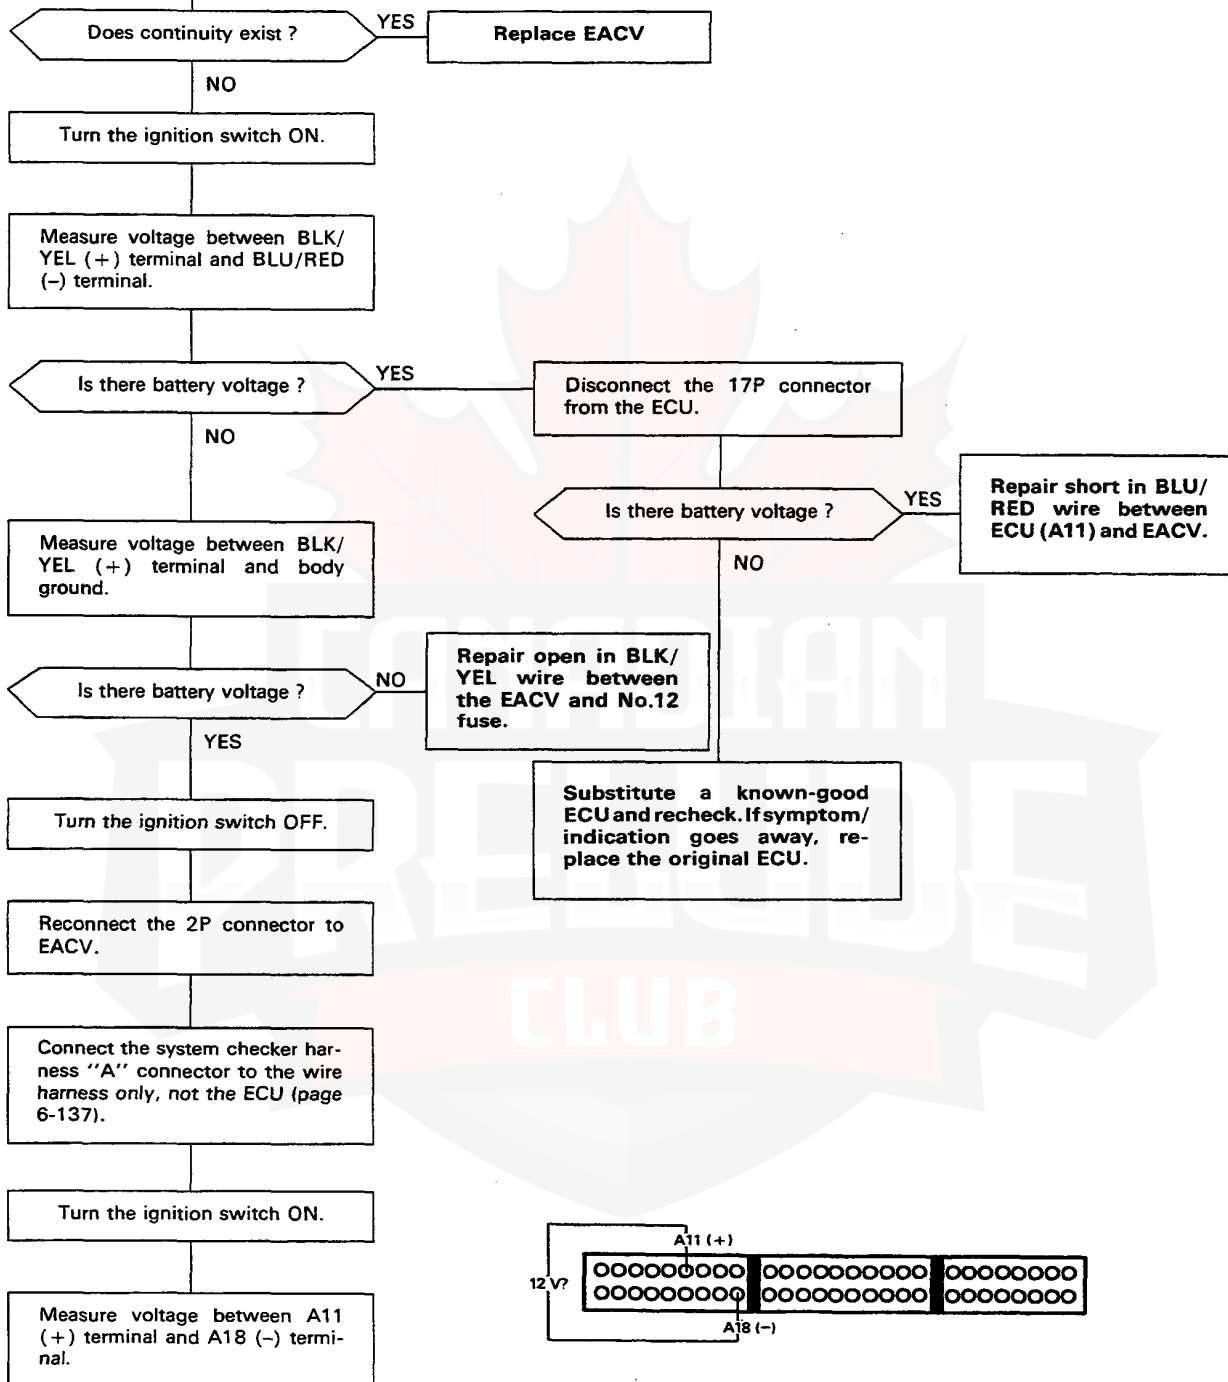 Does continuity exist ?
YES
Replace EACV
NO
Turn the ignition switch ON.
Measure voltage between BLK/
YEL (+) terminal and BLU/RED
(–) terminal.
Is there battery voltage ?
YES
Disconnect the 17P connector
from the ECU.
NO
Is there battery voltage ?
YES
Repair short in BLU/
RED wire between
ECU (A11) and EACV.
NO
Measure voltage between BLK/
YEL (+) terminal and body
ground.
Is there battery voltage ?
NO
Repair open in BLK/
YEL wire between
the EACV and No.12
fuse.
YES
Substitute a known-good
ECU and recheck. If symptom/
indication goes away, re-
place the original ECU.
Turn the ignition switch OFF.
Reconnect the 2P connector to
EACV.
Connect the system checker har-
ness "A" connector to the wire
harness only, not the ECU (page
6-137).
Turn the ignition switch ON.
Measure voltage between A11
(+) terminal and A18 (–) termi-
nal.
A11 (+)
12 V?
A18 (–)
CANADIAN
PRELUDE
CLUB